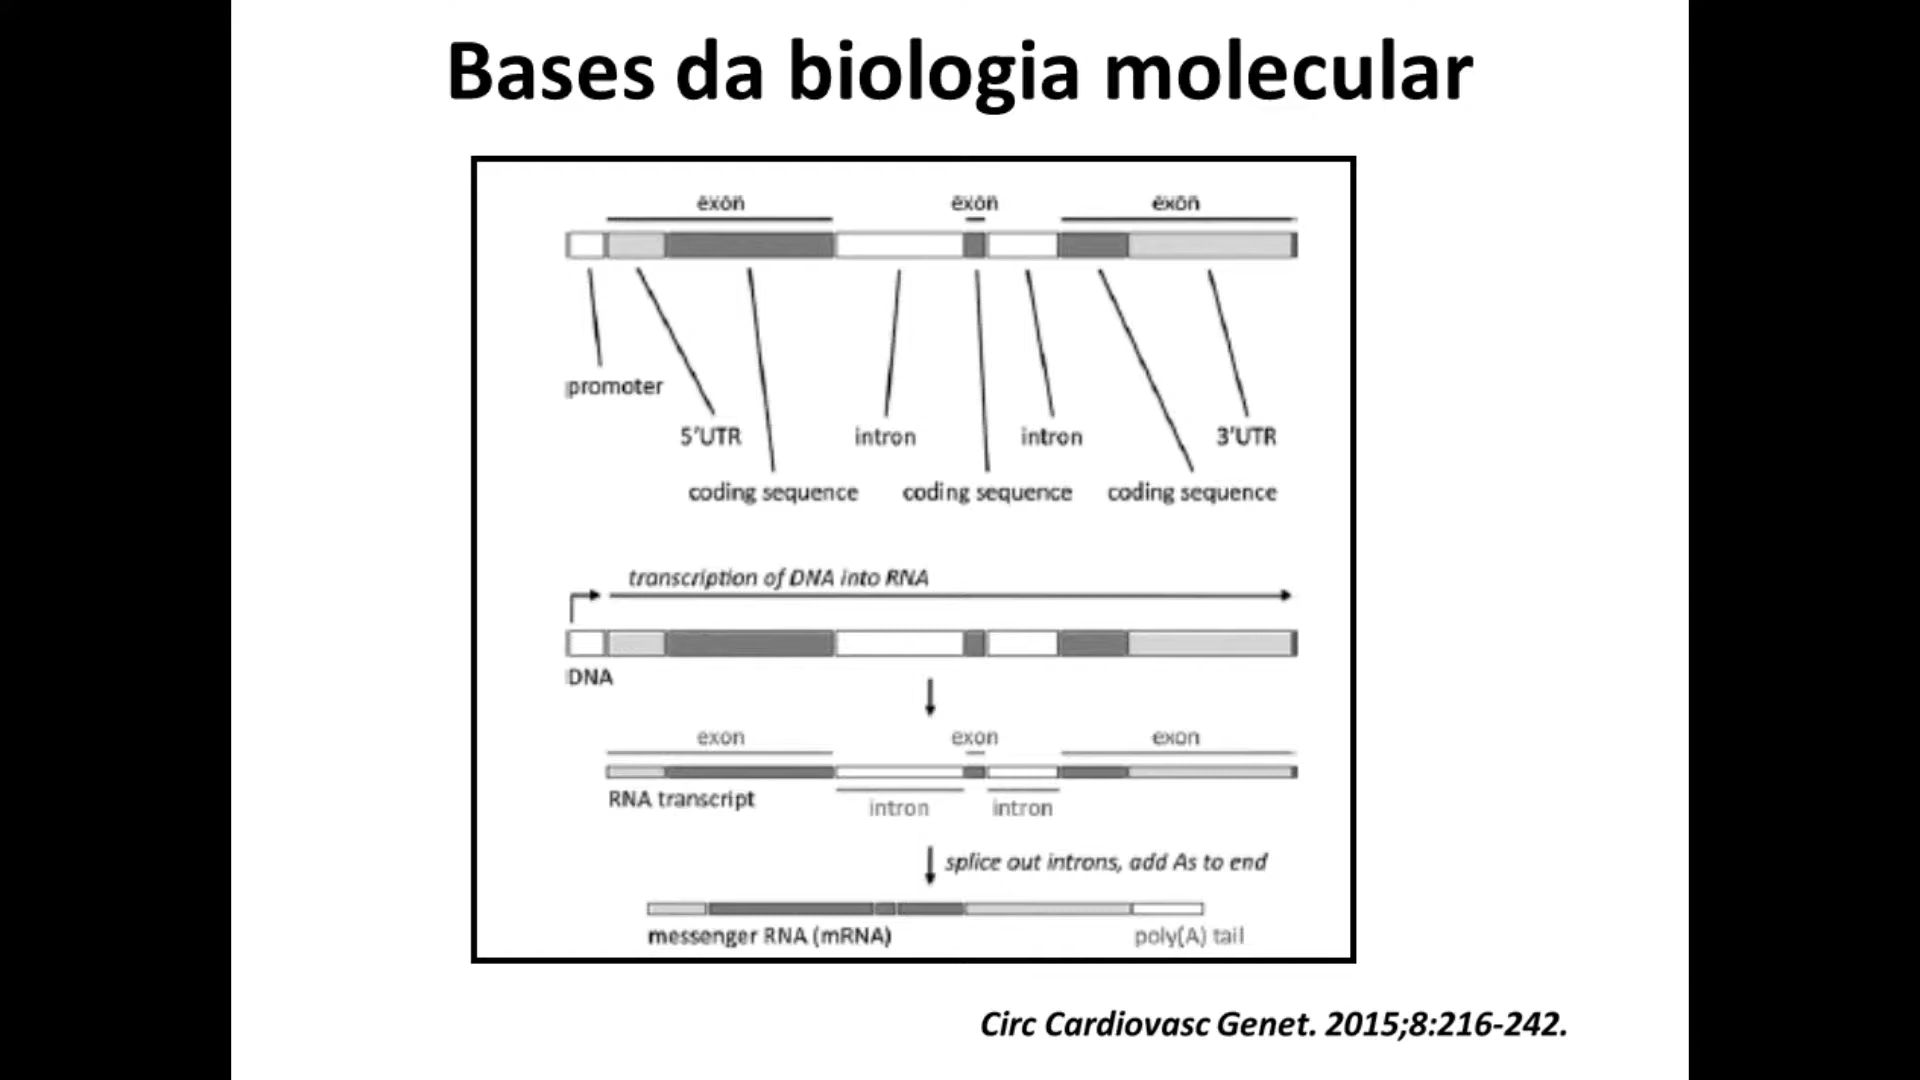 Bases da biologia molecular
exon exon exon
promoter
5'UTR intron intron 3'UTR
coding sequence coding sequence coding sequence
transcription of DNA into RNA
DNA
exon exon exon
RNA transcript intron intron
splice out introns, add As to end
messenger RNA (mRNA) poly(A) tail
Circ Cardiovasc Genet. 2015;8:216-242.